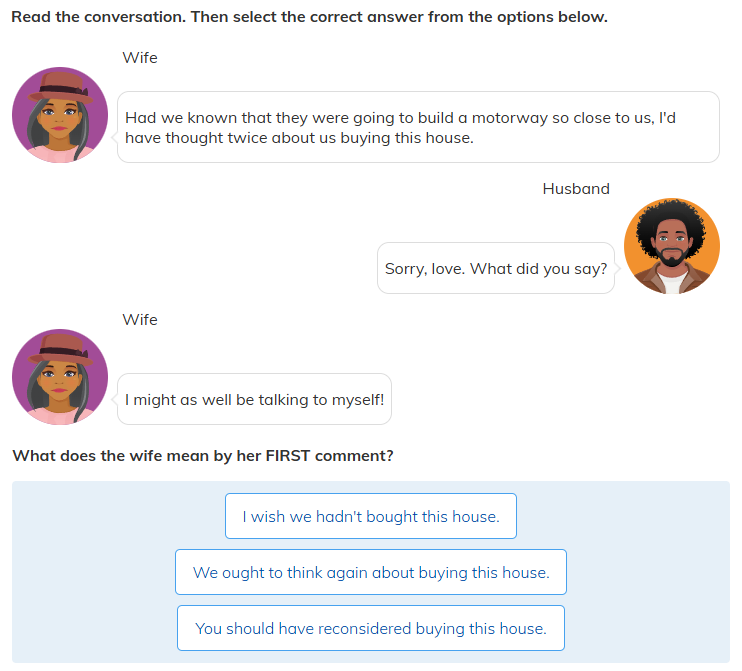 Read the conversation. Then select the correct answer from the options below.
Wife
Had we known that they were going to build a motorway so close to us, I'd
have thought twice about us buying this house.
Husband
Sorry, love. What did you say?
Wife
I might as well be talking to myself!
What does the wife mean by her FIRST comment?
I wish we hadn't bought this house.
We ought to think again about buying this house.
You should have reconsidered buying this house.